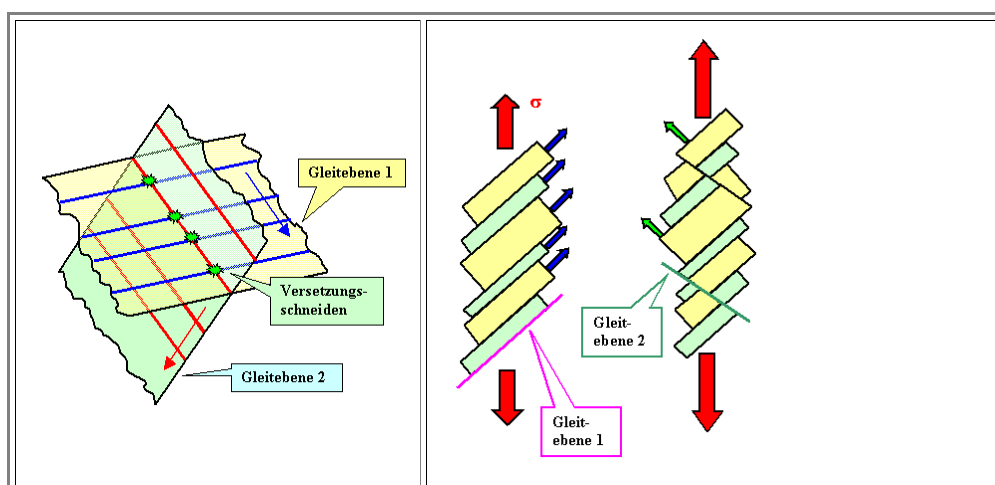 Gleitebene 1
Versetzungs-
schneiden
Gleitebene 2
σ
Gleit-
ebene 2
Gleit-
ebene 1